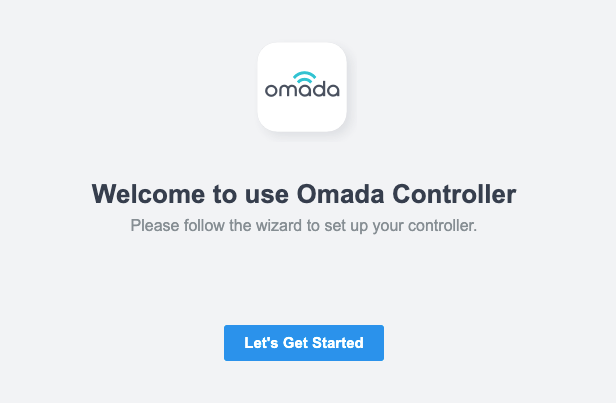 omada
Welcome to use Omada Controller
Please follow the wizard to set up your controller.
Let's Get Started